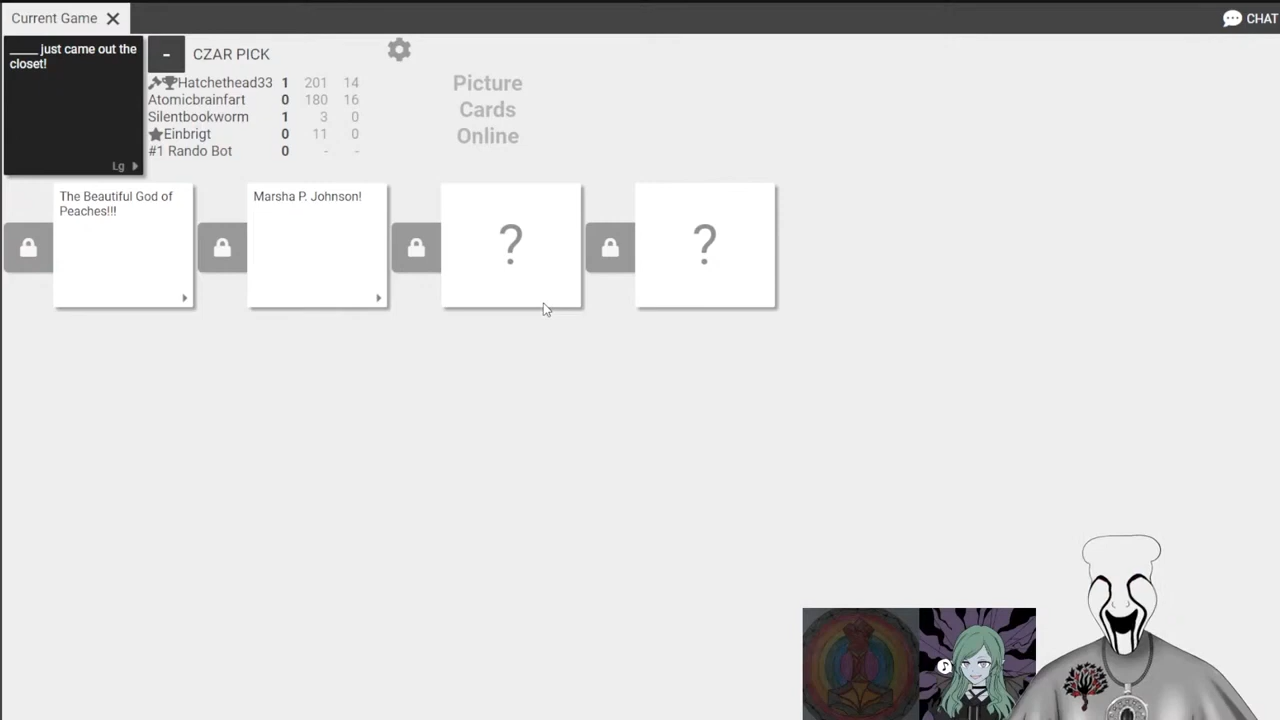 Current Game
CHAT
_____ just came out the
closet!
Lg
-
CZAR PICK
Hatchethead33 1 201 14
Atomicbrainfart 0 180 16
Silentbookworm 1 3 0
Einbrigt 0 11 0
#1 Rando Bot 0 - -
Picture
Cards
Online
The Beautiful God of
Peaches!!!
Marsha P. Johnson!
?
?